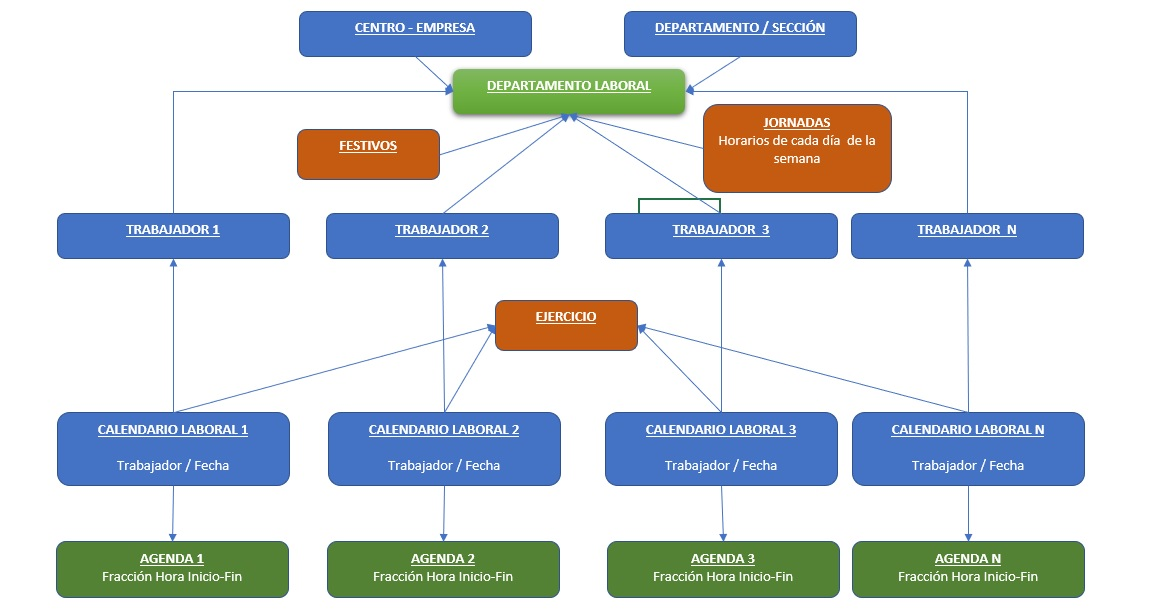 CENTRO - EMPRESA
DEPARTAMENTO / SECCIÓN
DEPARTAMENTO LABORAL
FESTIVOS
JORNADAS
Horarios de cada día de la
semana
TRABAJADOR 1
TRABAJADOR 2
TRABAJADOR 3
TRABAJADOR N
EJERCICIO
CALENDARIO LABORAL 1
Trabajador / Fecha
CALENDARIO LABORAL 2
Trabajador / Fecha
CALENDARIO LABORAL 3
Trabajador / Fecha
CALENDARIO LABORAL N
Trabajador / Fecha
AGENDA 1
Fracción Hora Inicio-Fin
AGENDA 2
Fracción Hora Inicio-Fin
AGENDA 3
Fracción Hora Inicio-Fin
AGENDA N
Fracción Hora Inicio-Fin